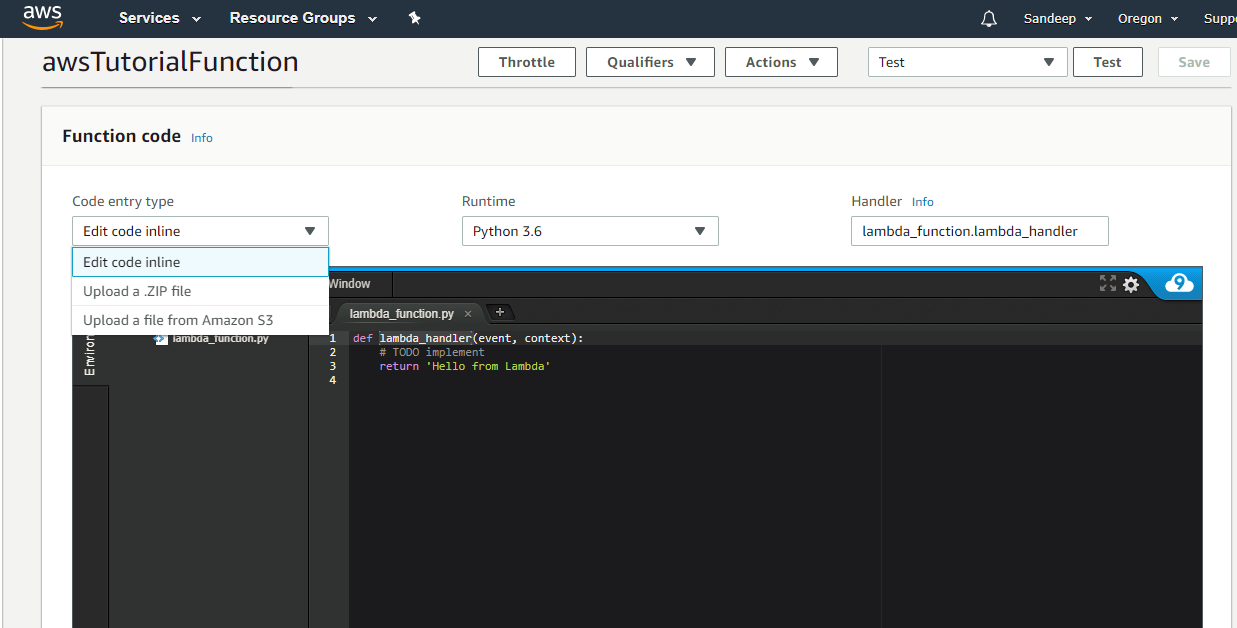 aws Services Resource Groups Sandeep Oregon Supp
awsTutorialFunction Throttle Qualifiers Actions Test Test Save
Function code Info
Code entry type Runtime Handler Info
Edit code inline Python 3.6 lambda_function.lambda_handler
Edit code inline
Upload a .ZIP file
Upload a file from Amazon S3
Window 9
lambda_function.py × +
Environ
lambda_function.py
1 def lambda_handler(event, context):
2 # TODO implement
3 return 'Hello from Lambda'
4